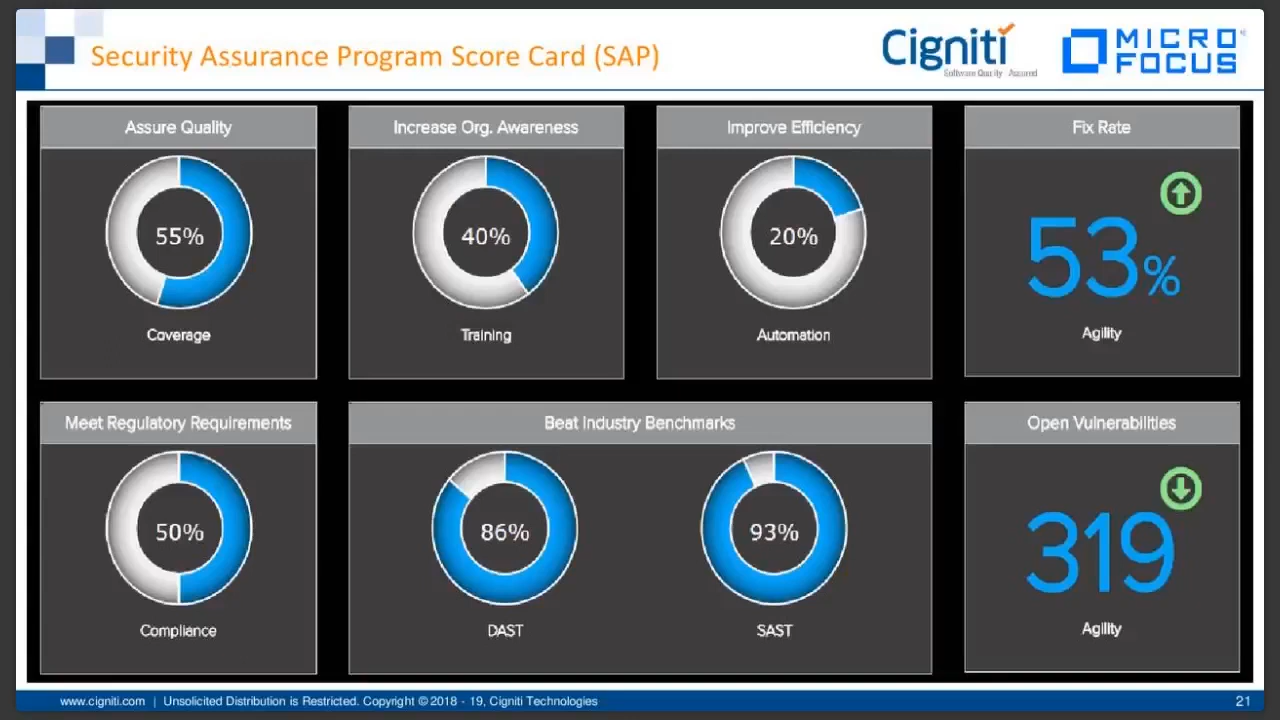 Security Assurance Program Score Card (SAP)
Cigniti
Software Quality Assured
MICRO
FOCUS
Assure Quality
55%
Coverage
Increase Org. Awareness
40%
Training
Improve Efficiency
20%
Automation
Fix Rate
53%
Agility
Meet Regulatory Requirements
50%
Compliance
Beat Industry Benchmarks
86%
DAST
93%
SAST
Open Vulnerabilities
319
Agility
www.cigniti.com | Unsolicited Distribution is Restricted. Copyright © 2018 - 19, Cigniti Technologies
21